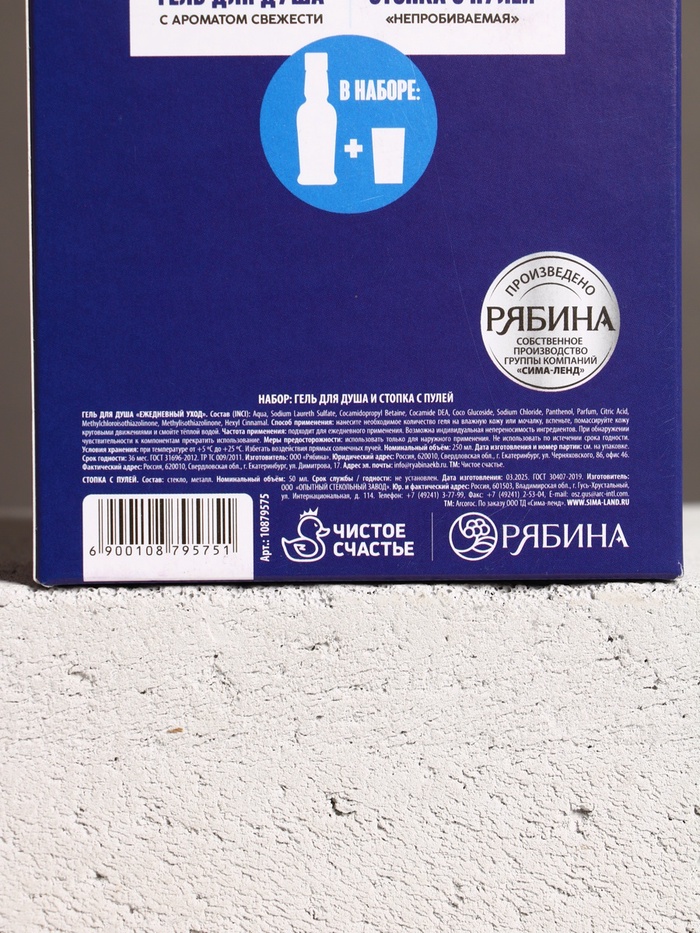 ГЕЛЬ ДЛЯ ДУША
С АРОМАТОМ СВЕЖЕСТИ
СТОПКА С ПУЛЕЙ
«НЕПРОБИВАЕМАЯ»
В НАБОРЕ:
ПРОИЗВЕДЕНО
РЯБИНА
СОБСТВЕННОЕ
ПРОИЗВОДСТВО
ГРУППЫ КОМПАНИЙ
«СИМА-ЛЕНД»
НАБОР: ГЕЛЬ ДЛЯ ДУША И СТОПКА С ПУЛЕЙ
ГЕЛЬ ДЛЯ ДУША «ЕЖЕДНЕВНЫЙ УХОД». Состав (INCI): Aqua, Sodium Laureth Sulfate, Cocamidopropyl Betaine, Cocamide DEA, Coco Glucoside, Sodium Chloride, Panthenol, Parfum, Citric Acid,
Methylchloroisothiazolinone, Methylisothiazolinone, Hexyl Cinnamal. Способ применения: нанесите необходимое количество геля на влажную кожу или мочалку, вспеньте, помассируйте кожу
круговыми движениями и смойте тёплой водой. Частота применения: подходит для ежедневного применения. Возможна индивидуальная непереносимость ингредиентов. При обнаружении
чувствительности к компонентам прекратить использование. Меры предосторожности: использовать только для наружного применения. Не использовать по истечении срока годности.
Условия хранения: при температуре от +5 °С до +25 °С. Избегать воздействия прямых солнечных лучей. Номинальный объём: 250 мл. Дата изготовления и номер партии: см. на упаковке.
Срок годности: 36 мес. ГОСТ 31696-2012. ТР ТС 009/2011. Изготовитель: ООО «Рябина». Юридический адрес: Россия, 620010, Свердловская обл., г. Екатеринбург, ул. Черняховского, 86, офис 46.
Фактический адрес: Россия, 620010, Свердловская обл., г. Екатеринбург, ул. Димитрова, 17. Адрес эл. почты: info@ryabinaekb.ru. ТМ: Чистое счастье.
СТОПКА С ПУЛЕЙ. Состав: стекло, металл. Номинальный объём: 50 мл. Срок службы / годности: не установлен. Дата изготовления: 03.2025. ГОСТ 30407-2019. Изготовитель:
ООО «ОПЫТНЫЙ СТЕКОЛЬНЫЙ ЗАВОД». Юр. и фактический адрес: Россия, 601503, Владимирская обл., г. Гусь-Хрустальный,
ул. Интернациональная, д. 114. Телефон: +7 (49241) 3-77-99, Факс: +7 (49241) 2-53-04, E-mail: osz.gus@arc-intl.com.
ТМ: Arcoroc. По заказу ООО ТД «Сима-ленд». WWW.SIMA-LAND.RU
6 900108 795751
Арт.: 10879575
ЧИСТОЕ
СЧАСТЬЕ
РЯБИНА